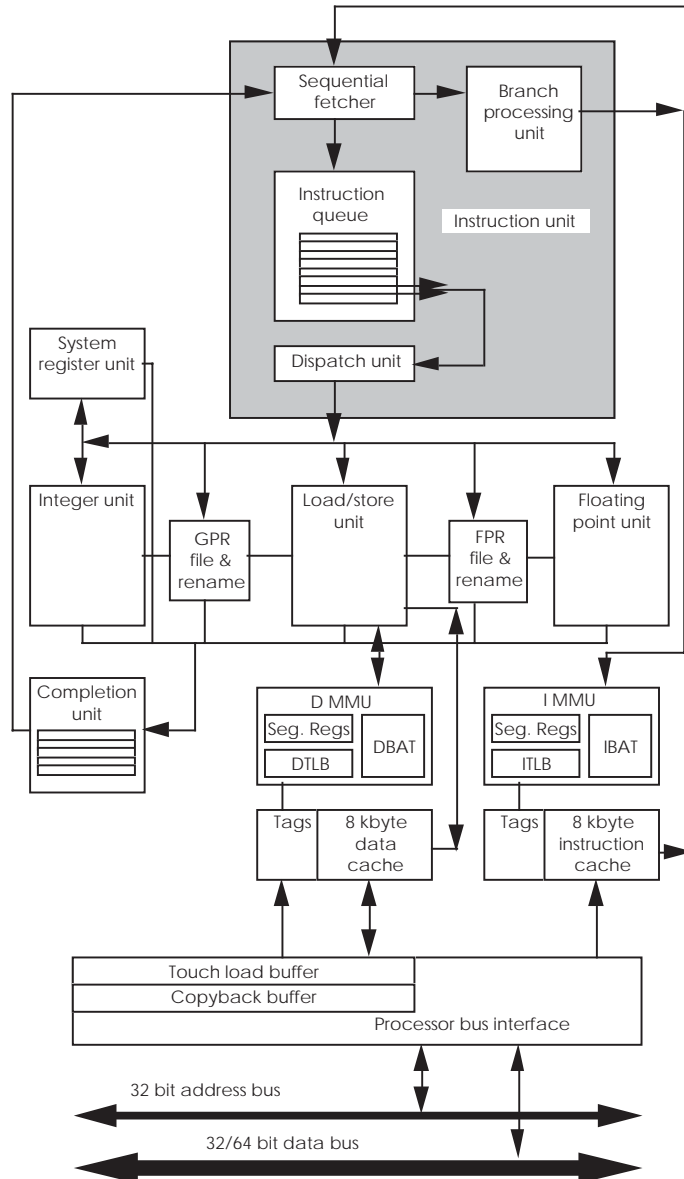 Sequential
fetcher
Branch
processing
unit
Instruction
queue
Instruction unit
System
register unit
Dispatch unit
Integer unit
Load/store
unit
Floating
point unit
GPR
file &
rename
FPR
file &
rename
Completion
unit
D MMU
Seg. Regs
DBAT
DTLB
I MMU
Seg. Regs
IBAT
ITLB
Tags
8 kbyte
data
cache
Tags
8 kbyte
instruction
cache
Touch load buffer
Copyback buffer
Processor bus interface
32 bit address bus
32/64 bit data bus